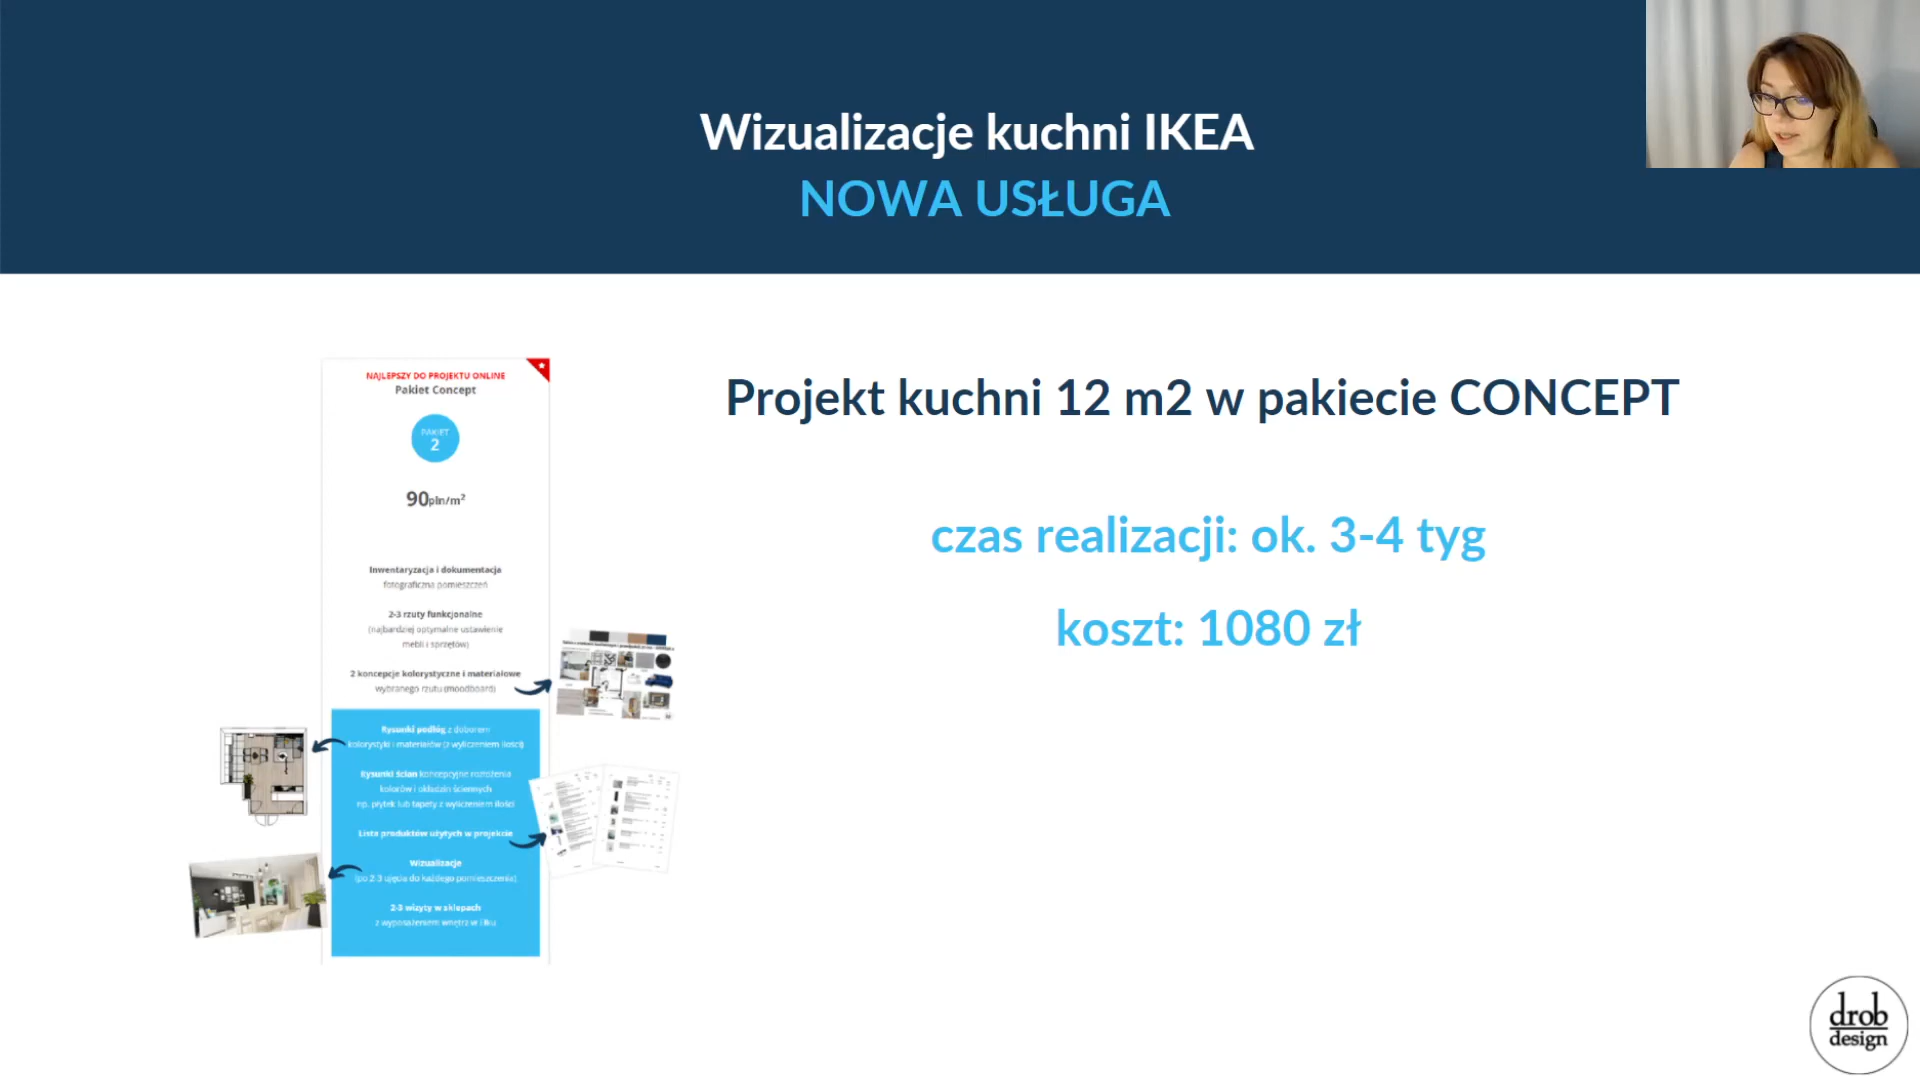 Wizualizacje kuchni IKEA
NOWA USŁUGA
NAJLEPSZY DO PROJEKTU ONLINE
Pakiet Concept
PAKIET
2
90pln/m²
Inwentaryzacja i dokumentacja
fotograficzna pomieszczeń
2-3 rzuty funkcjonalne
(najbardziej optymalne ustawienie
mebli i sprzętów)
2 koncepcje kolorystyczne i materiałowe
wybranego rzutu (moodboard)
Rysunki podłóg z doborem
kolorystyki i materiałów (z wyliczeniem ilości)
Rysunki ścian koncepcyjne rozłożenia
kolorów i okładzin ściennych
np. płytek lub tapety z wyliczeniem ilości
Lista produktów użytych w projekcie
Wizualizacje
(po 2-3 ujęcia do każdego pomieszczenia)
2-3 wizyty w sklepach
z wyposażeniem wnętrz w Ełku
Projekt kuchni 12 m2 w pakiecie CONCEPT
czas realizacji: ok. 3-4 tyg
koszt: 1080 zł
drob
design